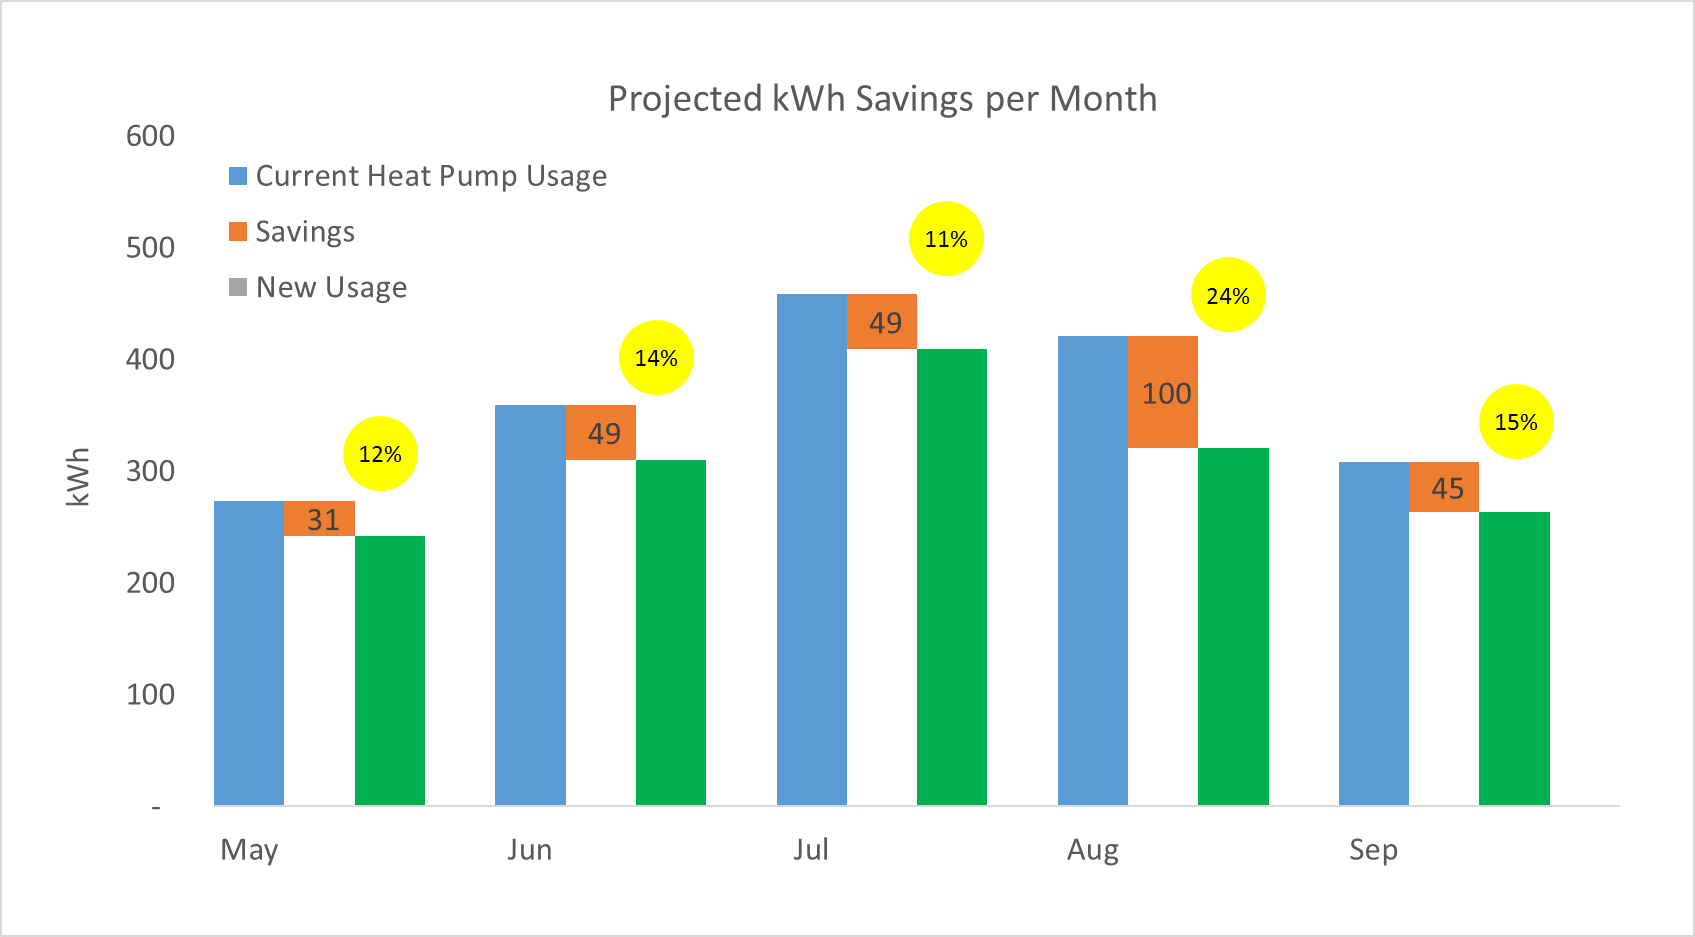 Projected kWh Savings per Month
600
500
400
300
200
100
-
kWh
Current Heat Pump Usage
Savings
New Usage
12%
14%
11%
24%
15%
31
49
49
100
45
May
Jun
Jul
Aug
Sep